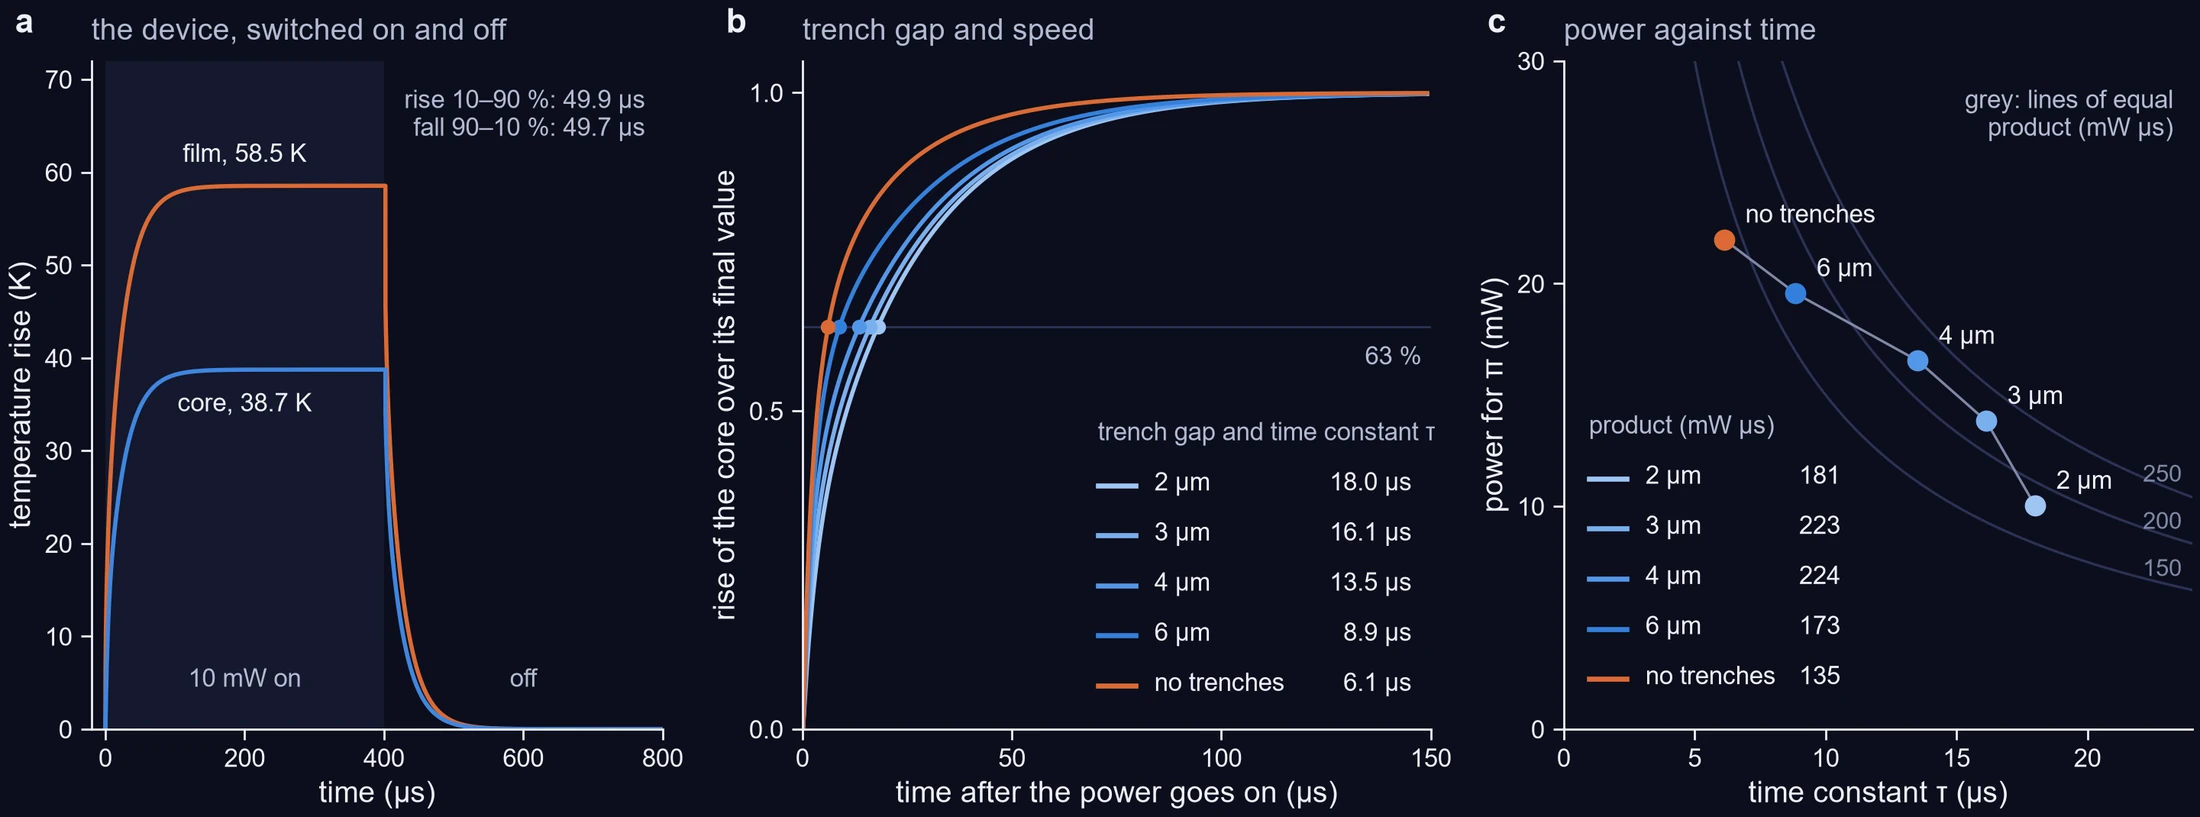 a
the device, switched on and off
temperature rise (K)
70
60
50
40
30
20
10
0
rise 10–90 %: 49.9 µs
fall 90–10 %: 49.7 µs
film, 58.5 K
core, 38.7 K
10 mW on
off
0 200 400 600 800
time (µs)
b
trench gap and speed
rise of the core over its final value
1.0
0.5
0.0
63 %
trench gap and time constant τ
2 µm 18.0 µs
3 µm 16.1 µs
4 µm 13.5 µs
6 µm 8.9 µs
no trenches 6.1 µs
0 50 100 150
time after the power goes on (µs)
c
power against time
power for π (mW)
30
20
10
0
grey: lines of equal
product (mW µs)
no trenches
6 µm
4 µm
3 µm
2 µm
250
200
150
product (mW µs)
2 µm 181
3 µm 223
4 µm 224
6 µm 173
no trenches 135
0 5 10 15 20
time constant τ (µs)